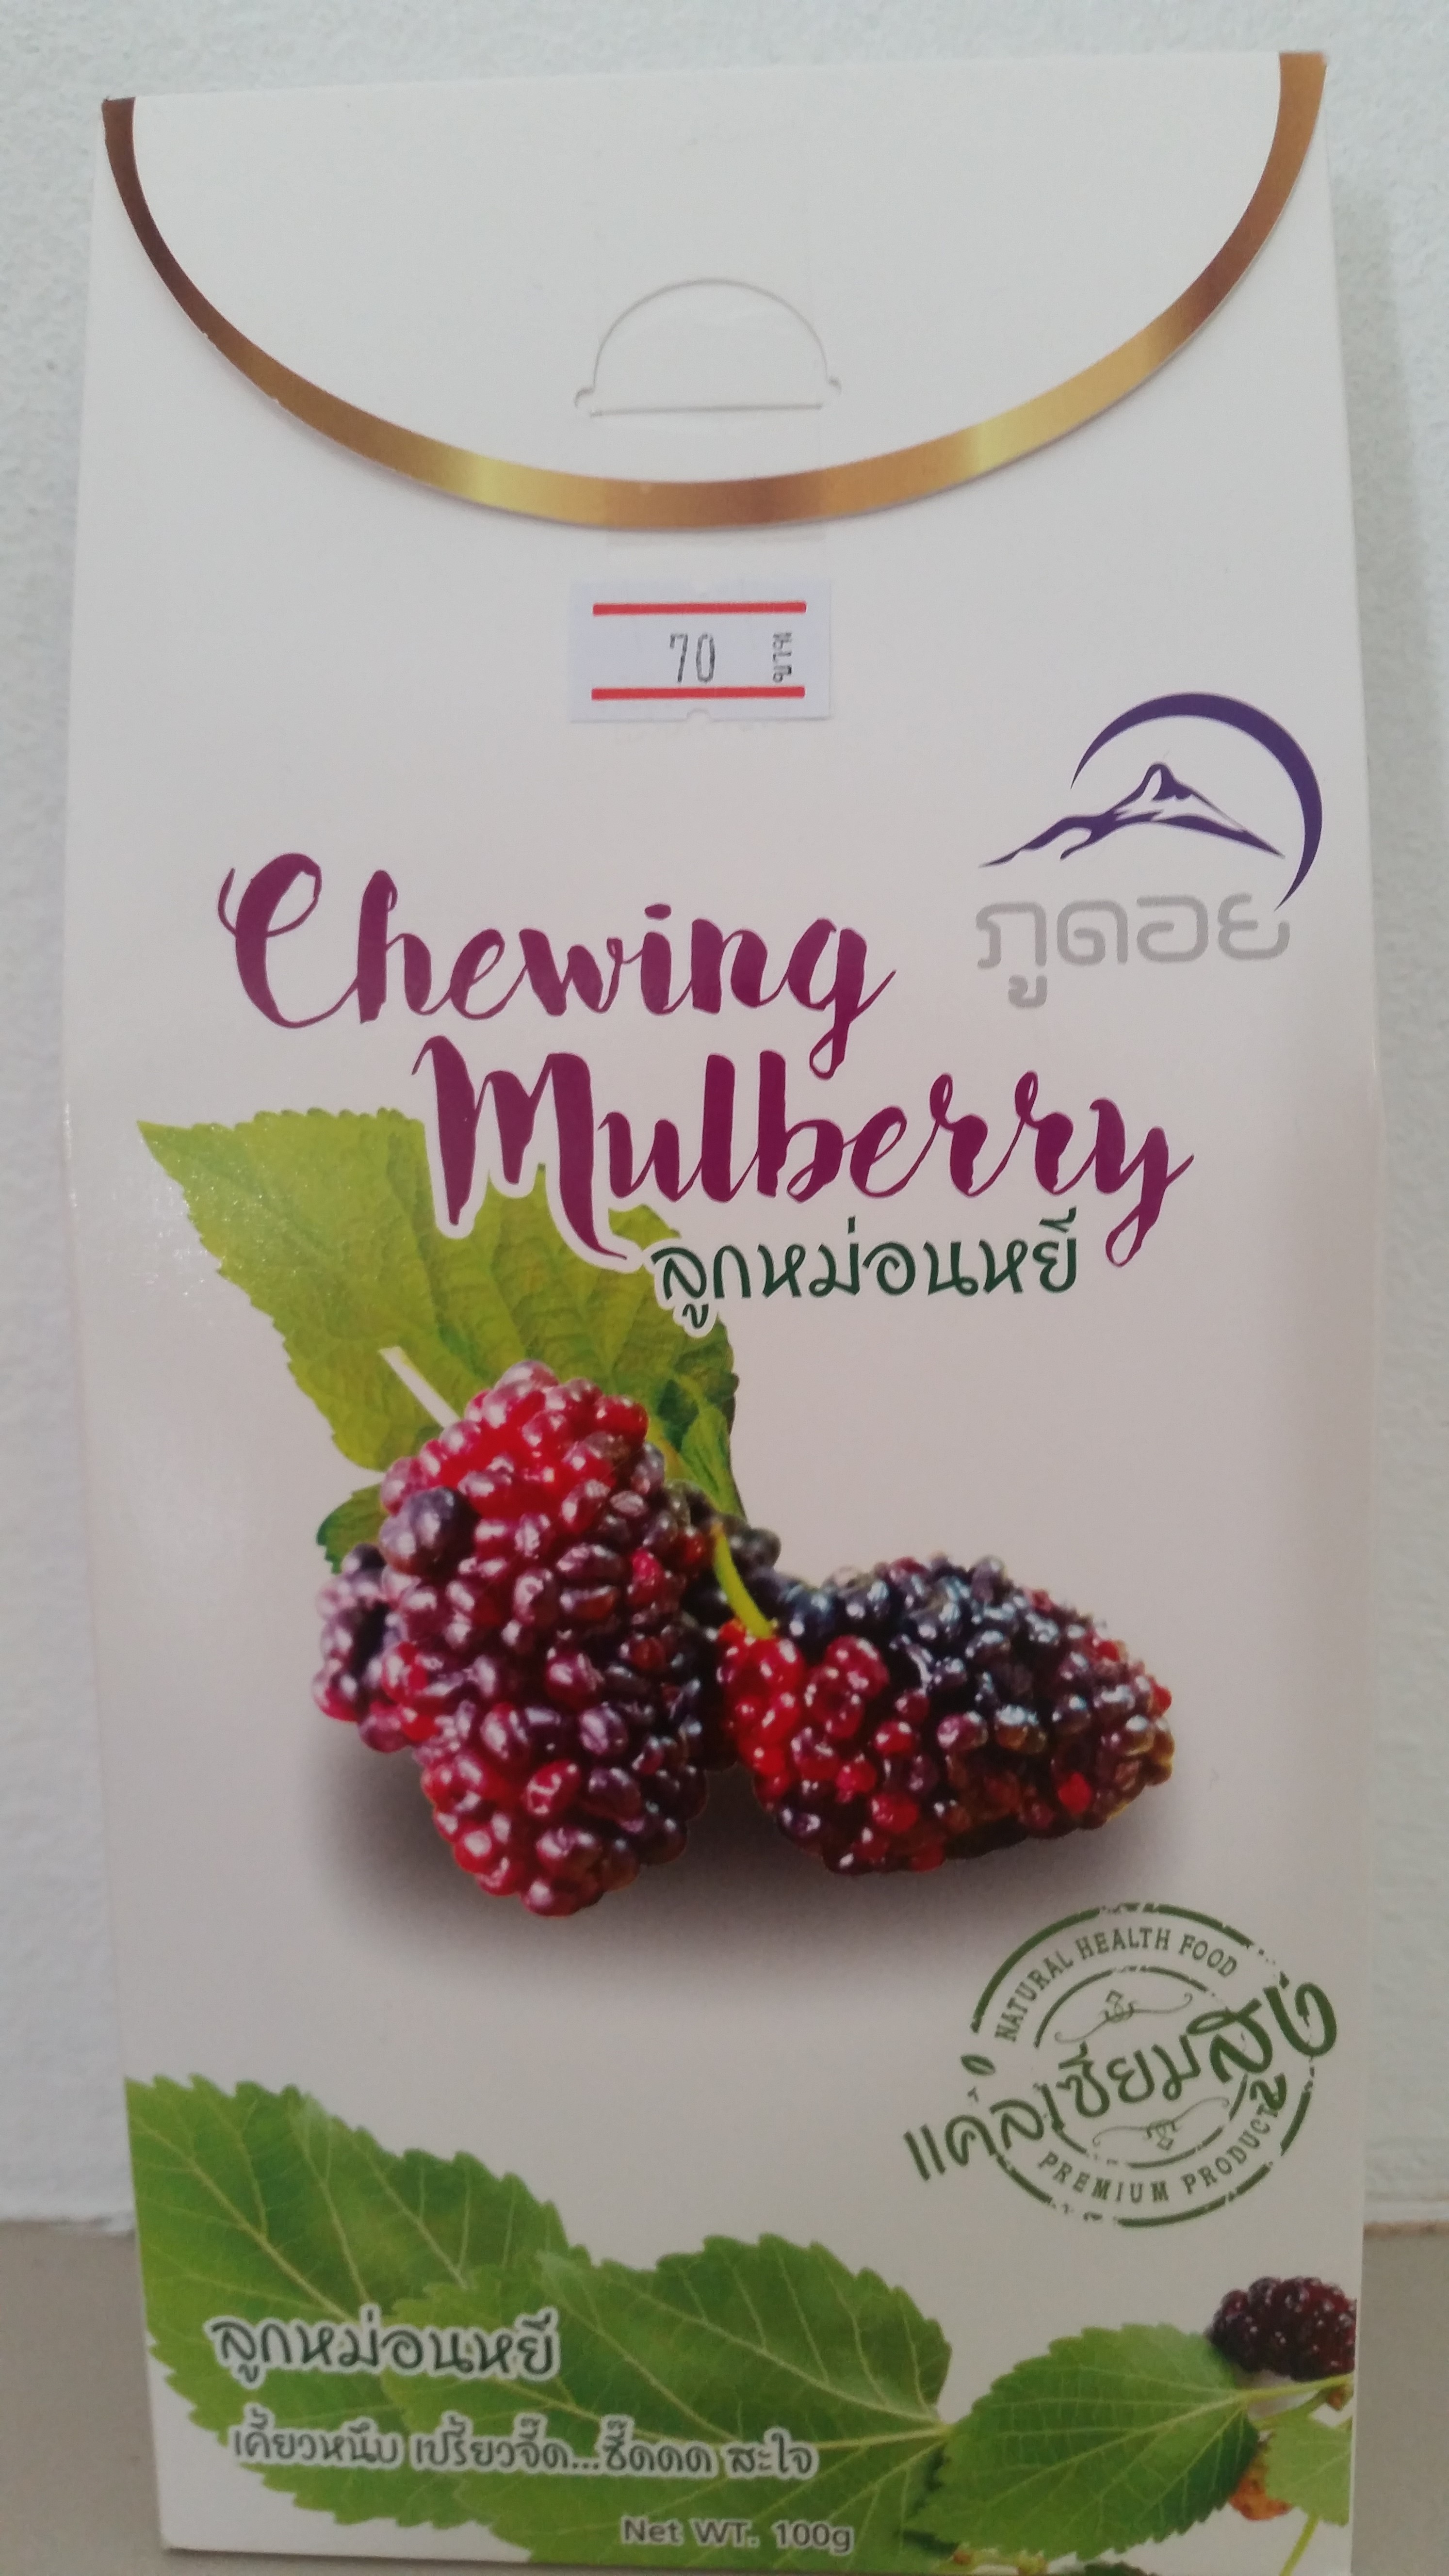 70 บาท
ภูดอย
Chewing
Mulberry
ลูกหม่อนหยี
NATURAL HEALTH FOOD
แคลเซียมสูง
PREMIUM PRODUCT
ลูกหม่อนหยี
เคี้ยวหนึบ เปรี้ยวจี๊ด...ซี๊ดดด สะใจ
Net WT. 100g